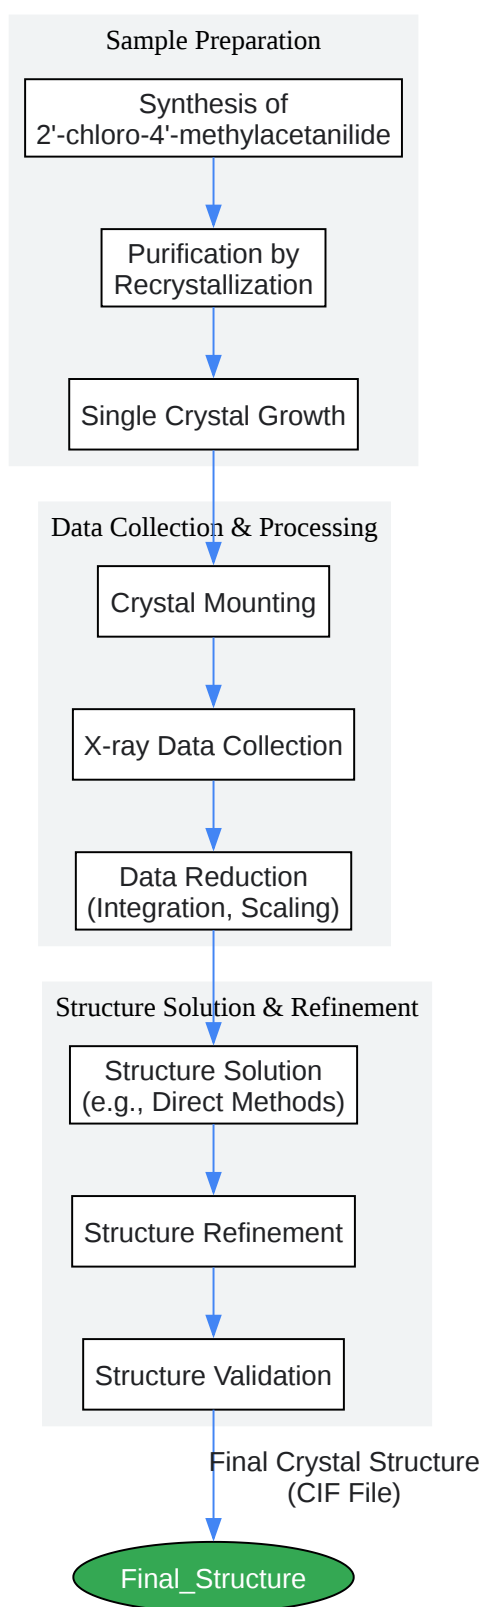 Sample Preparation
Synthesis of
2'-chloro-4'-methylacetanilide
Purification by
Recrystallization
Single Crystal Growth
Data Collection & Processing
Crystal Mounting
X-ray Data Collection
Data Reduction
(Integration, Scaling)
Structure Solution & Refinement
Structure Solution
(e.g., Direct Methods)
Structure Refinement
Structure Validation
Final Crystal Structure
(CIF File)
Final_Structure